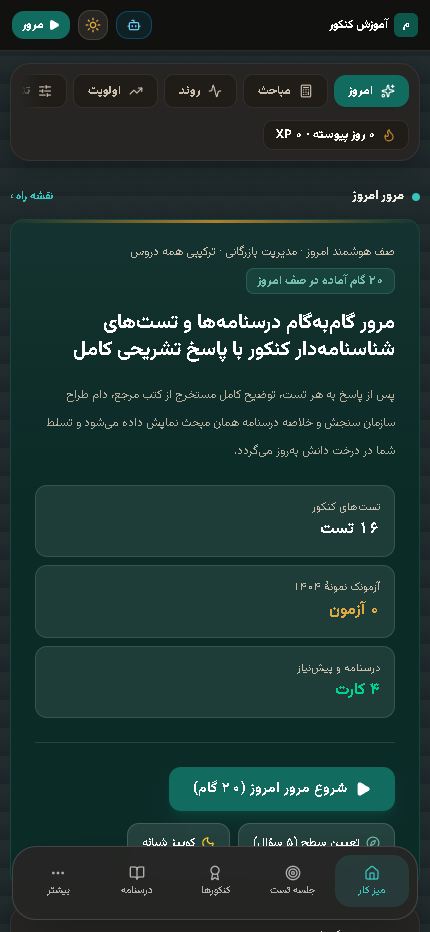 م آموزش کنکور
مرور
امروز
مباحث
روند
اولویت
۰ روز پیوسته · ۰ XP
مرور امروز
نقشه راه ›
صف هوشمند امروز · مدیریت بازرگانی · ترکیبی همه دروس
۲۰ گام آماده در صف امروز
مرور گام‌به‌گام درسنامه‌ها و تست‌های
شناسنامه‌دار کنکور با پاسخ تشریحی کامل
پس از پاسخ به هر تست، توضیح کامل مستخرج از کتب مرجع، دام طراح
سازمان سنجش و خلاصه درسنامه همان مبحث نمایش داده می‌شود و تسلط
شما در درخت دانش به‌روز می‌گردد.
تست‌های کنکور
۱۶ تست
آزمونک نمونهٔ ۱۴۰۴
۰ آزمون
درسنامه و پیش‌نیاز
۴ کارت
شروع مرور امروز (۲۰ گام)
تعیین سطح (۵ سؤال)
کوییز شبانه
میز کار
جلسه تست
کنکورها
درسنامه
بیشتر